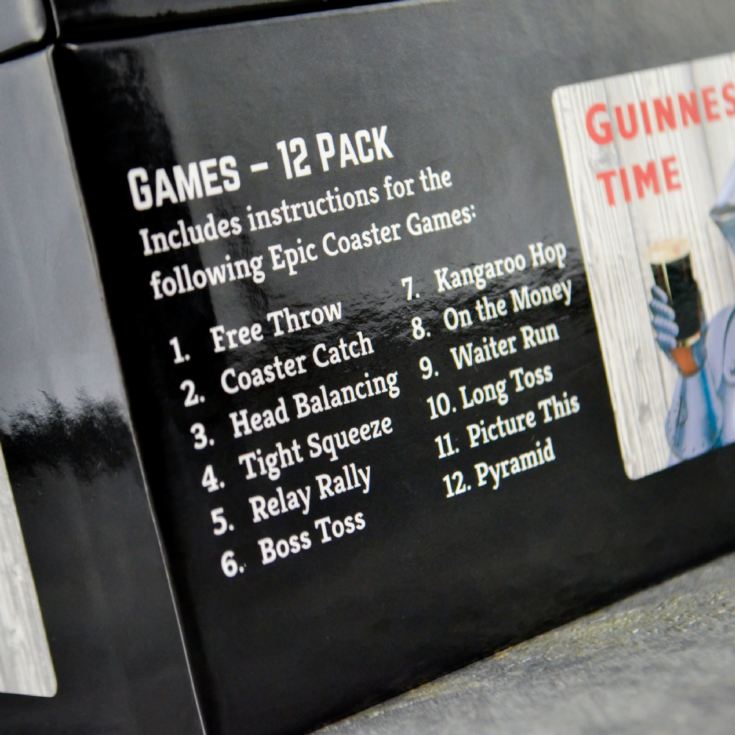 GAMES – 12 PACK
Includes instructions for the
following Epic Coaster Games:
1. Free Throw
2. Coaster Catch
3. Head Balancing
4. Tight Squeeze
5. Relay Rally
6. Boss Toss
7. Kangaroo Hop
8. On the Money
9. Waiter Run
10. Long Toss
11. Picture This
12. Pyramid
GUINNES
TIME